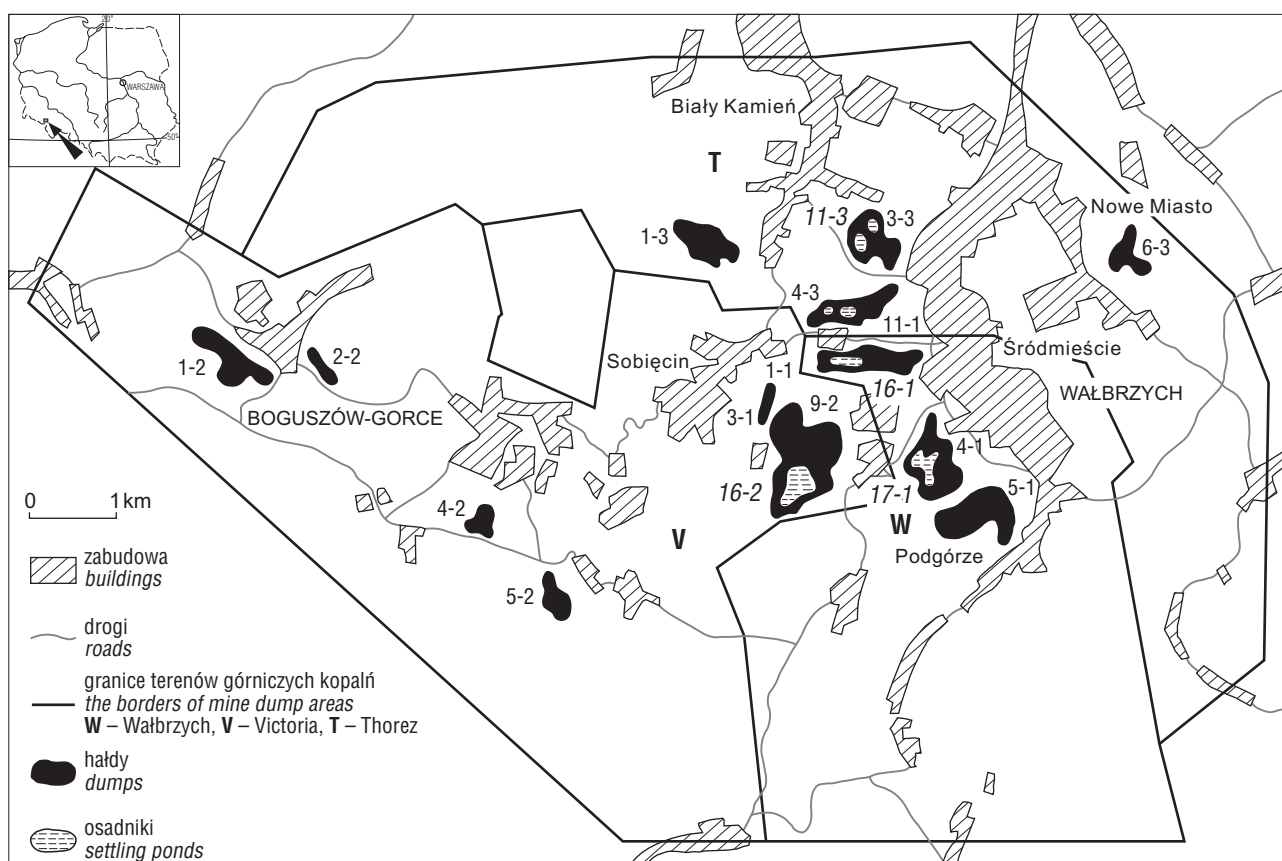 20°
WARSZAWA
50°
Biały Kamień
T
Nowe Miasto
11-3
3-3
1-3
6-3
4-3
11-1
Śródmieście
Sobięcin
1-2
2-2
1-1
16-1
WAŁBRZYCH
BOGUSZÓW-GORCE
3-1
9-2
4-1
16-2
17-1
5-1
4-2
V
W
Podgórze
5-2
0 1 km
zabudowa
buildings
drogi
roads
granice terenów górniczych kopalń
the borders of mine dump areas
W – Wałbrzych, V – Victoria, T – Thorez
hałdy
dumps
osadniki
settling ponds